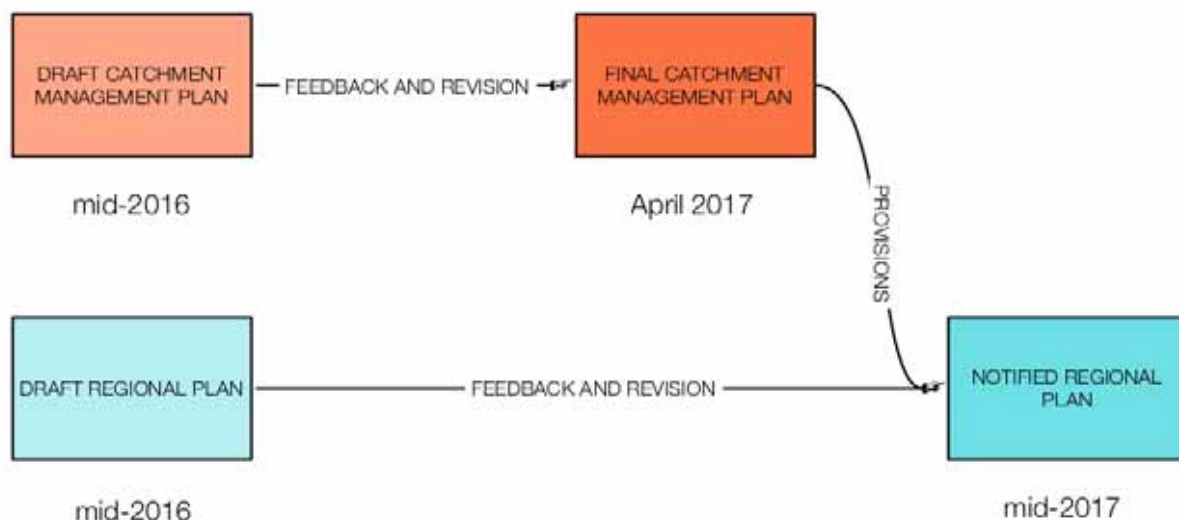 DRAFT CATCHMENT
MANAGEMENT PLAN
FEEDBACK AND REVISION
FINAL CATCHMENT
MANAGEMENT PLAN
mid-2016
April 2017
PROVISIONS
DRAFT REGIONAL PLAN
FEEDBACK AND REVISION
NOTIFIED REGIONAL
PLAN
mid-2016
mid-2017